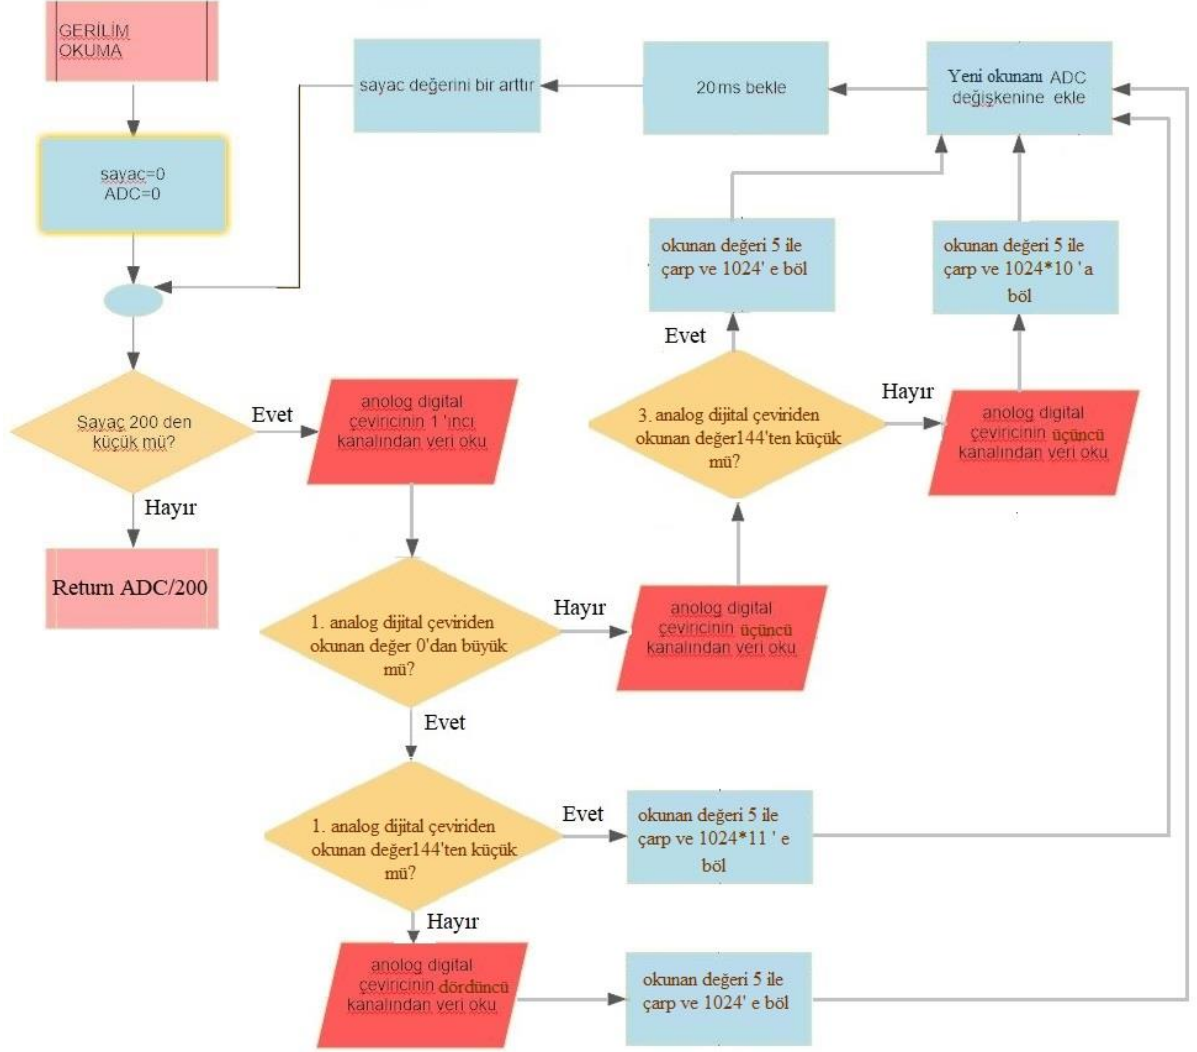 GERİLİM
OKUMA
sayac=0
ADC=0
Sayaç 200 den
küçük mü?
Evet
Hayır
Return ADC/200
sayac değerini bir arttır
20ms bekle
Yeni okunanı ADC
değişkenine ekle
anolog digital
çeviricinin 1 'inci
kanalından veri oku
1. analog dijital çeviriden
okunan değer 0'dan büyük
mü?
Hayır
anolog digital
çeviricinin üçüncü
kanalından veri oku
3. analog dijital çeviriden
okunan değer144'ten küçük
mü?
Evet
okunan değeri 5 ile
çarp ve 1024' e böl
Hayır
anolog digital
çeviricinin üçüncü
kanalından veri oku
okunan değeri 5 ile
çarp ve 1024*10 ' a
böl
Evet
1. analog dijital çeviriden
okunan değer144'ten küçük
mü?
Evet
okunan değeri 5 ile
çarp ve 1024*11 ' e
böl
Hayır
anolog digital
çeviricinin dördüncü
kanalından veri oku
okunan değeri 5 ile
çarp ve 1024' e böl